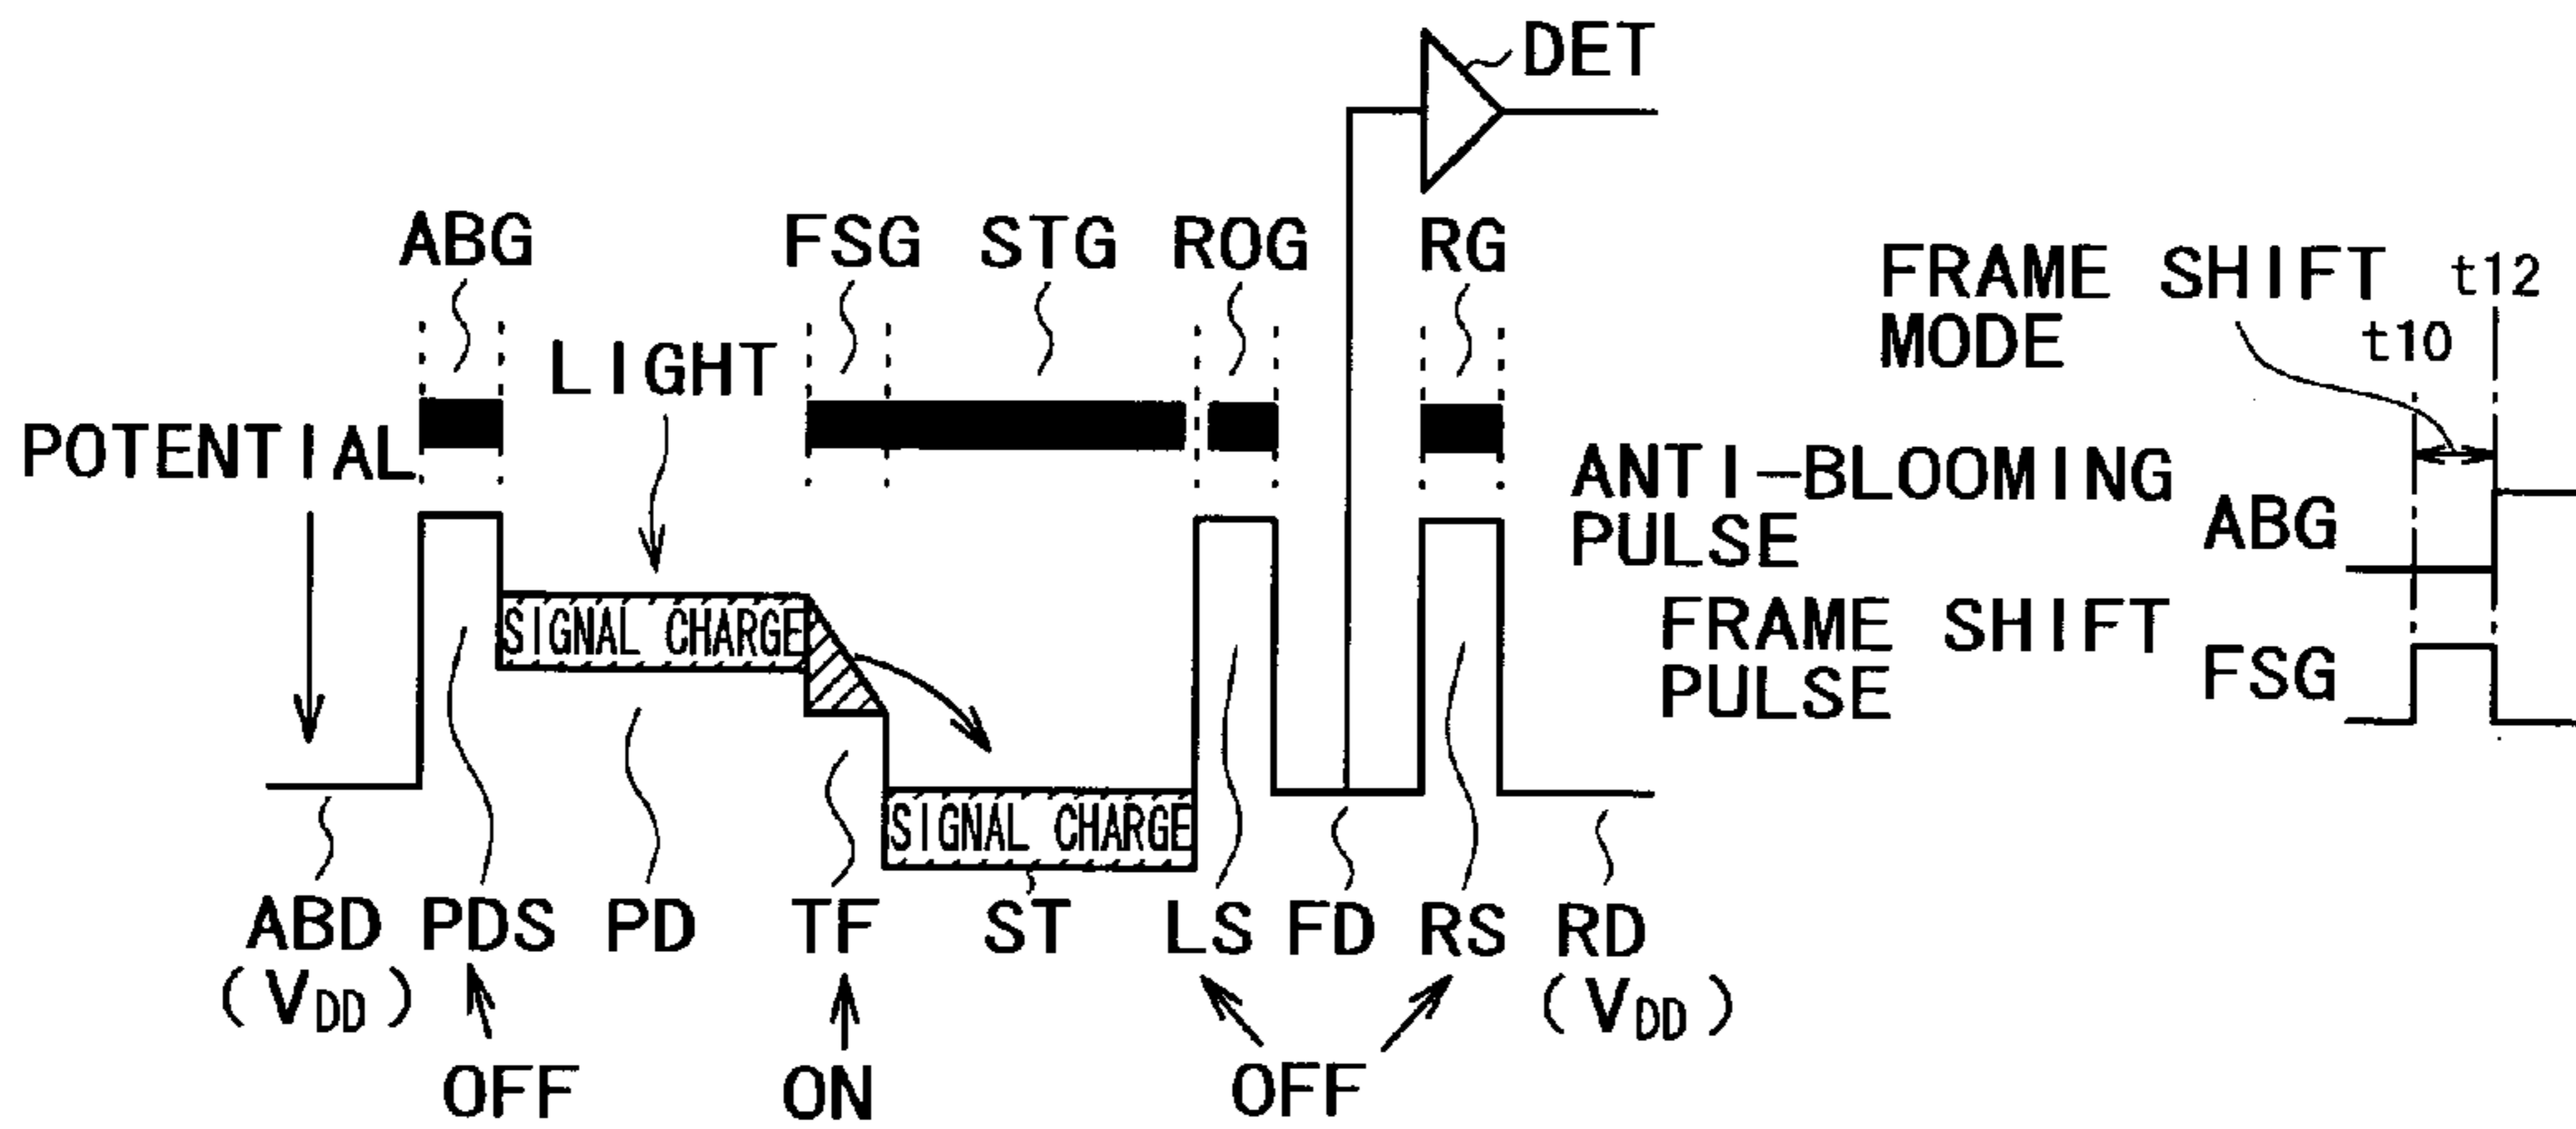 DET
ABG
FSG
STG
ROG
RG
FRAME SHIFT
MODE
t12
t10
LIGHT
POTENTIAL
ANTI-BLOOMING
PULSE
ABG
SIGNAL CHARGE
FRAME SHIFT
PULSE
FSG
SIGNAL CHARGE
ABD
(VDD)
PDS
PD
TF
ST
LS
FD
RS
RD
(VDD)
OFF
ON
OFF